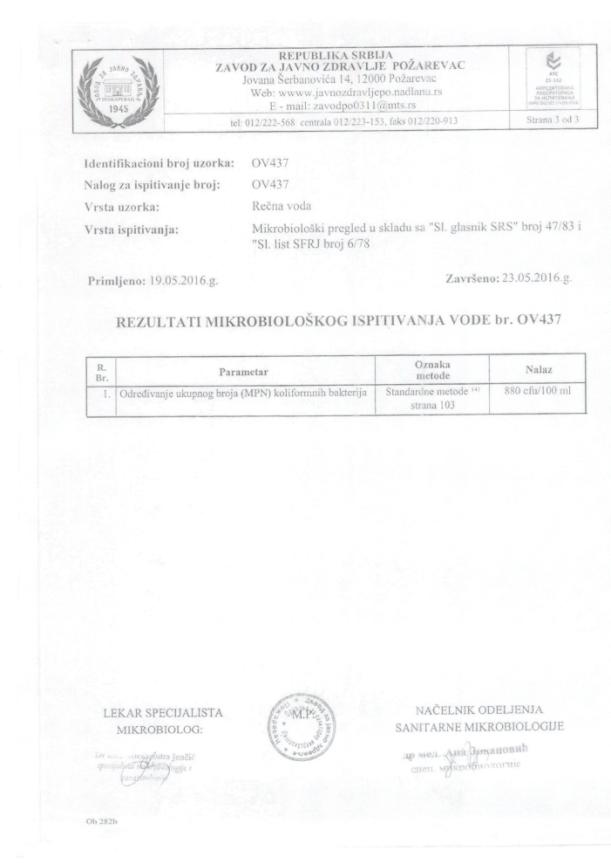 1945
REPUBLIKA SRBIJA
ZAVOD ZA JAVNO ZDRAVLJE POŽAREVAC
Jovana Šerbanovića 14, 12000 Požarevac
Web: wwww.javnozdravljepo.nadlanu.rs
E - mail: zavodpo0311@mts.rs
tel: 012/222-568 centrala 012/223-153, faks 012/220-913
ATC
Strana 3 od 3
Identifikacioni broj uzorka: OV437
Nalog za ispitivanje broj: OV437
Vrsta uzorka: Rečna voda
Vrsta ispitivanja: Mikrobiološki pregled u skladu sa "Sl. glasnik SRS" broj 47/83 i
"Sl. list SFRJ broj 6/78
Primljeno: 19.05.2016.g. Završeno: 23.05.2016.g.
REZULTATI MIKROBIOLOŠKOG ISPITIVANJA VODE br. OV437
R. Br. Parametar Oznaka metode Nalaz
1. Određivanje ukupnog broja (MPN) koliformnih bakterija Standardne metode (4) 880 cfu/100 ml
strana 103
LEKAR SPECIJALISTA
MIKROBIOLOG:
M.P.
NAČELNIK ODELJENJA
SANITARNE MIKROBIOLOGIJE
др мед. Ана
спец. микробиологије
Ob 282b